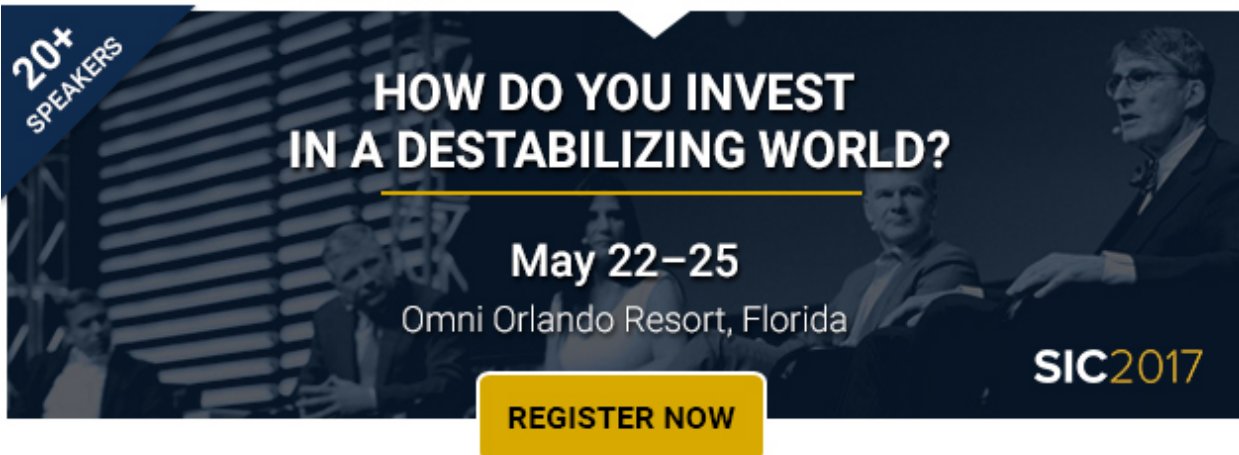 20+
SPEAKERS
HOW DO YOU INVEST
IN A DESTABILIZING WORLD?
May 22–25
Omni Orlando Resort, Florida
SIC2017
REGISTER NOW